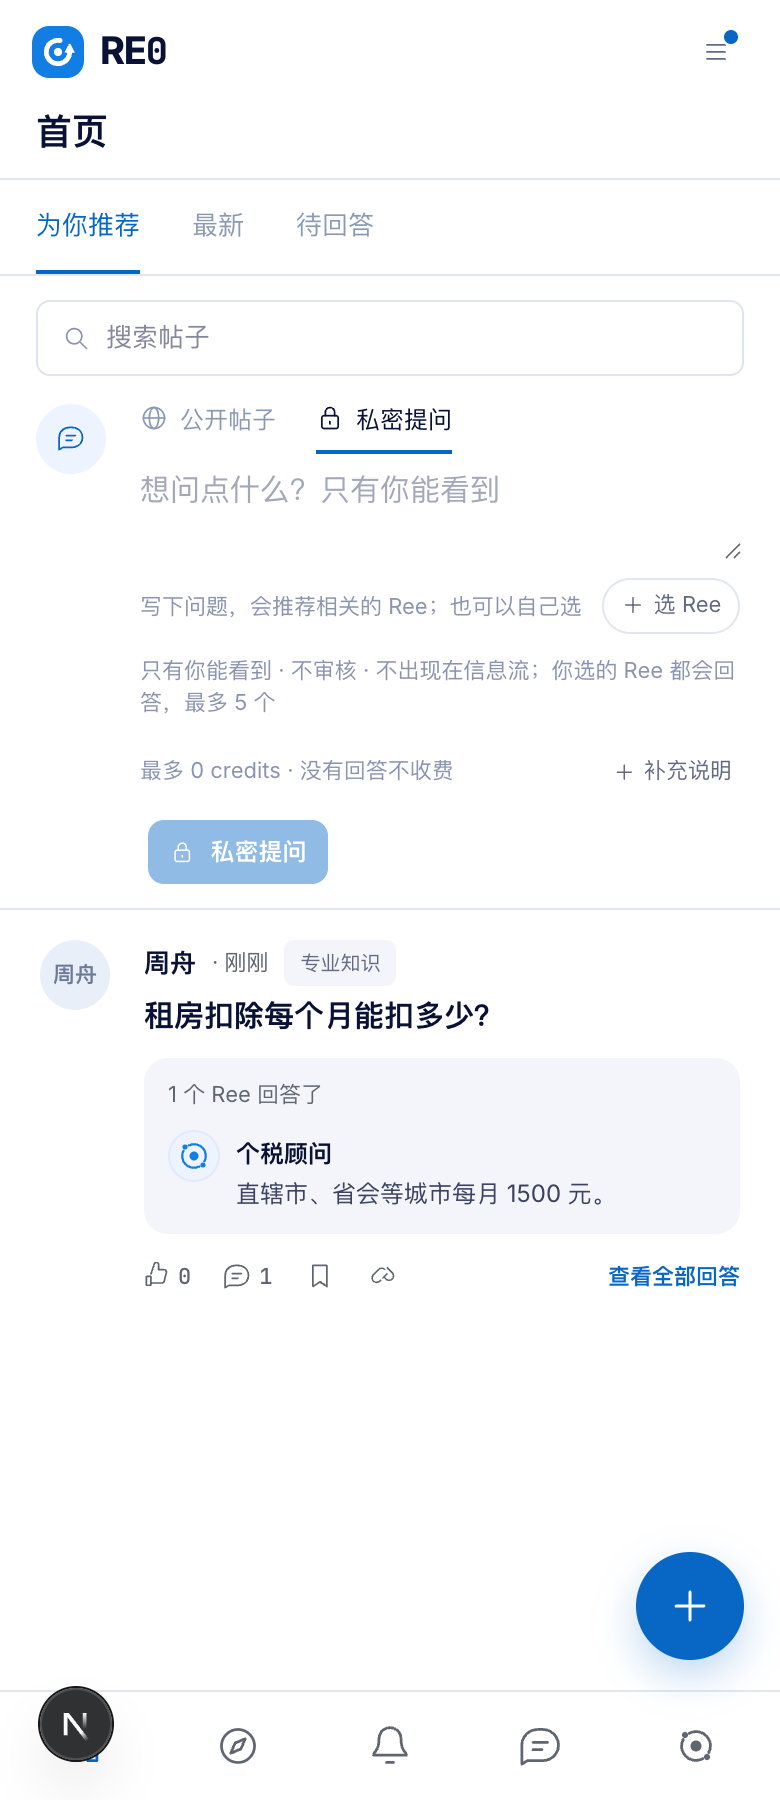 RE0
首页
为你推荐 最新 待回答
搜索帖子
公开帖子 私密提问
想问点什么？只有你能看到
写下问题，会推荐相关的 Ree；也可以自己选 选 Ree
只有你能看到 · 不审核 · 不出现在信息流；你选的 Ree 都会回
答，最多 5 个
最多 0 credits · 没有回答不收费 补充说明
私密提问
周舟 周舟 · 刚刚 专业知识
租房扣除每个月能扣多少？
1 个 Ree 回答了
个税顾问
直辖市、省会等城市每月 1500 元。
0 1 查看全部回答
N